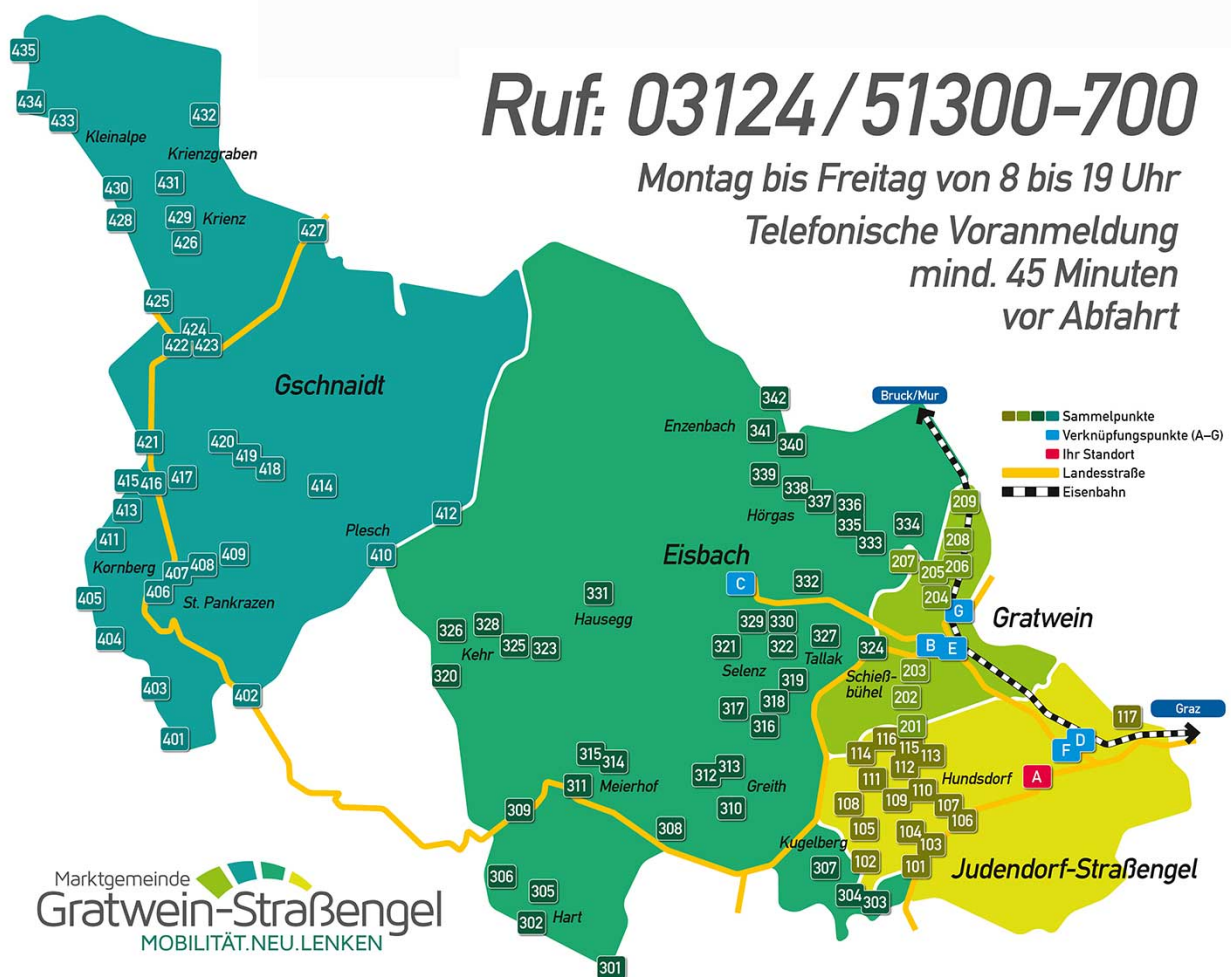 Ruf: 03124/51300-700
Montag bis Freitag von 8 bis 19 Uhr
Telefonische Voranmeldung
mind. 45 Minuten
vor Abfahrt
435
434
433
432
Kleinalpe
Krienzgraben
430
431
428
429
Krienz
426
427
425
424
422
423
Gschnaidt
421
420
419
418
415
416
417
414
413
412
411
Plesch
410
Kornberg
409
408
407
406
405
St. Pankrazen
404
403
402
401
342
Enzenbach
341
340
339
338
337
336
335
334
333
Hörgas
Eisbach
C
332
331
Hausegg
329
330
327
328
326
325
323
Kehr
320
321
322
Selenz
Tallak
324
319
318
317
316
315
314
313
312
311
Meierhof
Greith
310
309
308
Kugelberg
307
306
305
304
303
302
Hart
301
Bruck/Mur
Sammelpunkte
Verknüpfungspunkte (A–G)
Ihr Standort
Landesstraße
Eisenbahn
209
208
207
206
205
204
G
Gratwein
B
E
Schieß-
bühel
203
202
201
Graz
117
D
F
A
116
115
114
113
112
111
Hundsdorf
110
109
108
107
106
105
104
103
102
101
Judendorf-Straßengel
Marktgemeinde
Gratwein-Straßengel
MOBILITÄT.NEU.LENKEN